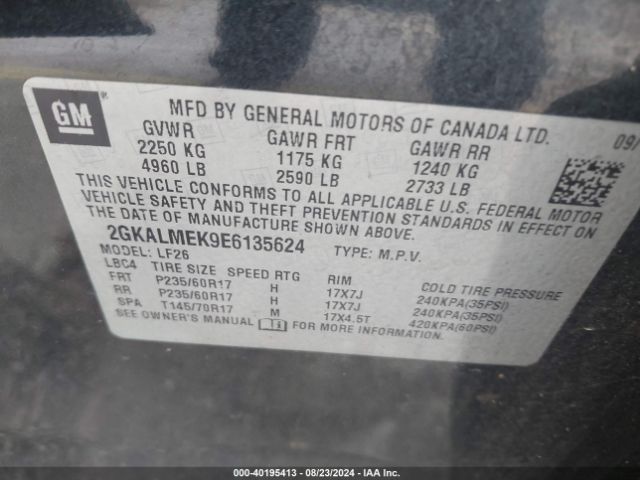 GM
MFD BY GENERAL MOTORS OF CANADA LTD.
09/
GVWR GAWR FRT GAWR RR
2250 KG 1175 KG 1240 KG
4960 LB 2590 LB 2733 LB
THIS VEHICLE CONFORMS TO ALL APPLICABLE U.S. FEDERAL MOTOR
VEHICLE SAFETY AND THEFT PREVENTION STANDARDS IN EFFECT ON
THE DATE OF MANUFACTURE SHOWN ABOVE.
2GKALMEK9E6135624 TYPE: M.P.V.
MODEL: LF26
LBC4 TIRE SIZE SPEED RTG RIM COLD TIRE PRESSURE
FRT P235/60R17 H 17X7J 240KPA(35PSI)
RR P235/60R17 H 17X7J 240KPA(35PSI)
SPA T145/70R17 M 17X4.5T 420KPA(60PSI)
SEE OWNER'S MANUAL FOR MORE INFORMATION.
000-40195413 - 08/23/2024 - IAA Inc.